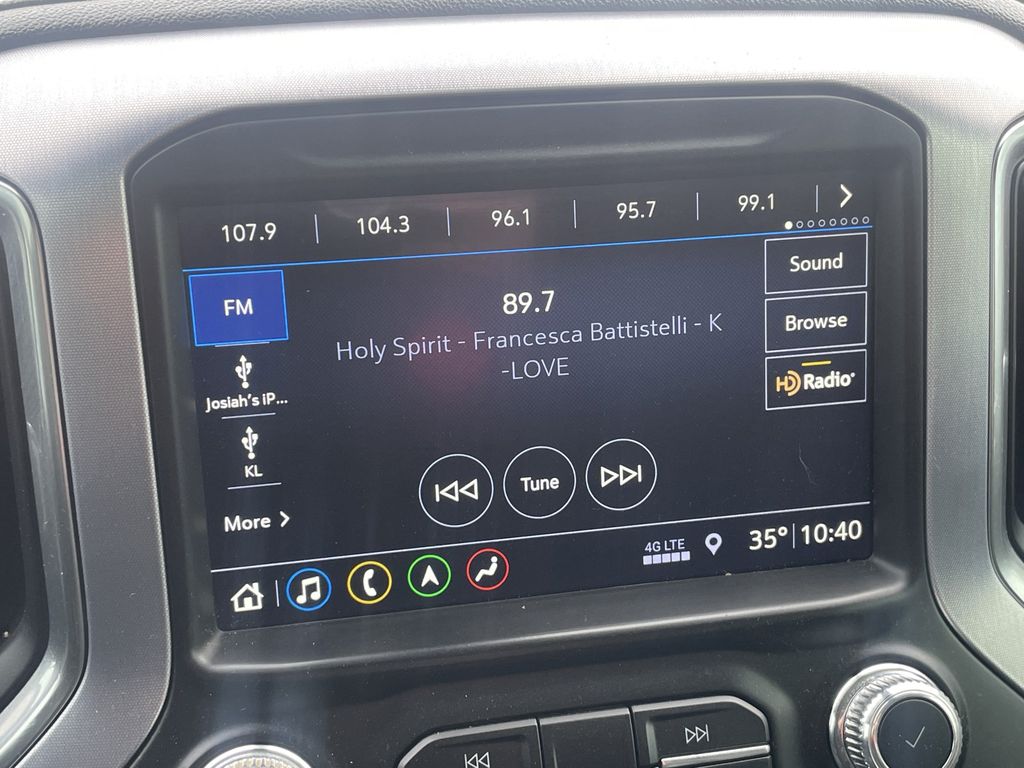 107.9 104.3 96.1 95.7 99.1
FM
89.7
Sound
Holy Spirit - Francesca Battistelli - K
-LOVE
Browse
Josiah's iP...
HD Radio
KL
Tune
More
4G LTE
35° 10:40